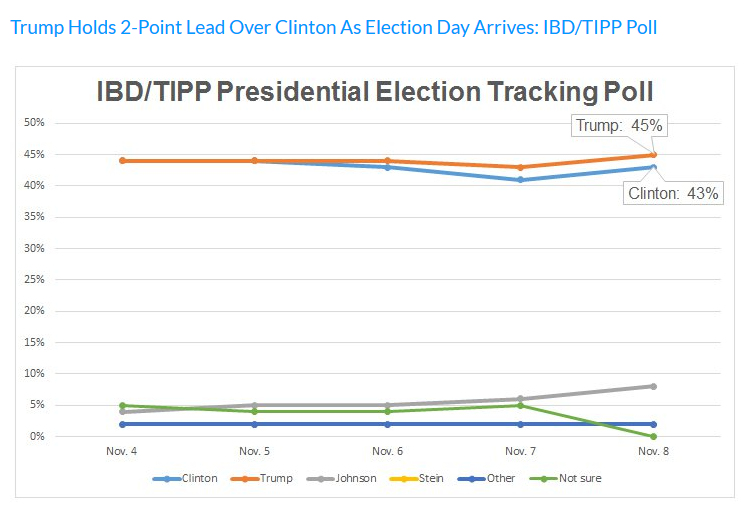 Trump Holds 2-Point Lead Over Clinton As Election Day Arrives: IBD/TIPP Poll
IBD/TIPP Presidential Election Tracking Poll
50%
Trump: 45%
45%
40%
Clinton: 43%
35%
30%
25%
20%
15%
10%
5%
0%
Nov. 4 Nov. 5 Nov. 6 Nov. 7 Nov. 8
Clinton Trump Johnson Stein Other Not sure